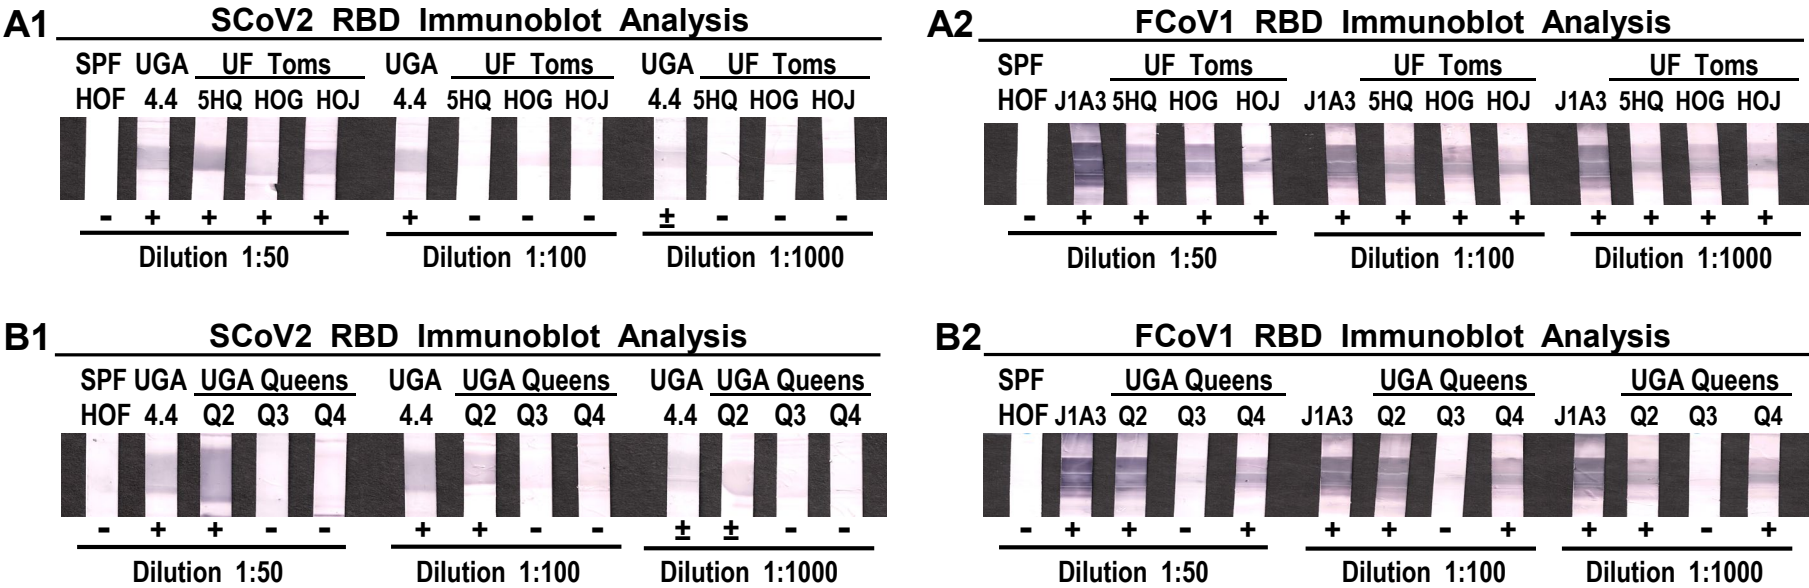 A1 SCoV2 RBD Immunoblot Analysis
SPF UGA UF Toms UGA UF Toms UGA UF Toms
HOF 4.4 5HQ HOG HOJ 4.4 5HQ HOG HOJ 4.4 5HQ HOG HOJ
- + + + + + - - - ± - - -
Dilution 1:50 Dilution 1:100 Dilution 1:1000
A2 FCoV1 RBD Immunoblot Analysis
SPF UF Toms UF Toms UF Toms
HOF J1A3 5HQ HOG HOJ J1A3 5HQ HOG HOJ J1A3 5HQ HOG HOJ
- + + + + + + + + + + + +
Dilution 1:50 Dilution 1:100 Dilution 1:1000
B1 SCoV2 RBD Immunoblot Analysis
SPF UGA UGA Queens UGA UGA Queens UGA UGA Queens
HOF 4.4 Q2 Q3 Q4 4.4 Q2 Q3 Q4 4.4 Q2 Q3 Q4
- + + - - + + - - ± ± - -
Dilution 1:50 Dilution 1:100 Dilution 1:1000
B2 FCoV1 RBD Immunoblot Analysis
SPF UGA Queens UGA Queens UGA Queens
HOF J1A3 Q2 Q3 Q4 J1A3 Q2 Q3 Q4 J1A3 Q2 Q3 Q4
- + + - + + + - + + + - +
Dilution 1:50 Dilution 1:100 Dilution 1:1000